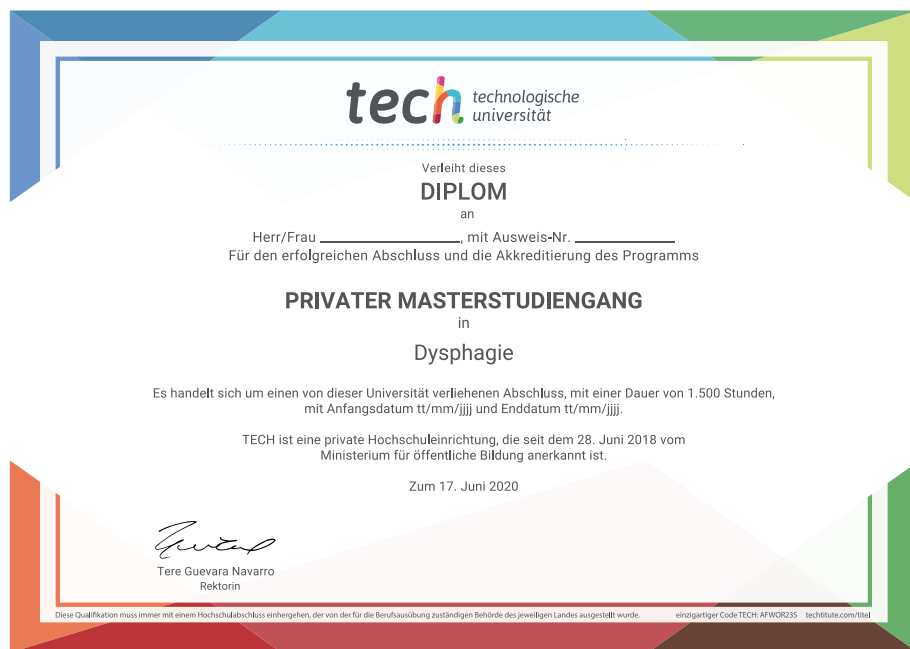 tech technologische
universität
Verleiht dieses
DIPLOM
an
Herr/Frau ____________________, mit Ausweis-Nr. ______________
Für den erfolgreichen Abschluss und die Akkreditierung des Programms
PRIVATER MASTERSTUDIENGANG
in
Dysphagie
Es handelt sich um einen von dieser Universität verliehenen Abschluss, mit einer Dauer von 1.500 Stunden,
mit Anfangsdatum tt/mm/jjjj und Enddatum tt/mm/jjjj.
TECH ist eine private Hochschuleinrichtung, die seit dem 28. Juni 2018 vom
Ministerium für öffentliche Bildung anerkannt ist.
Zum 17. Juni 2020
Tere Guevara Navarro
Rektorin
Diese Qualifikation muss immer mit einem Hochschulabschluss einhergehen, der von der für die Berufsausübung zuständigen Behörde des jeweiligen Landes ausgestellt wurde. einzigartiger Code TECH: AFWOR23S techtitute.com/titel